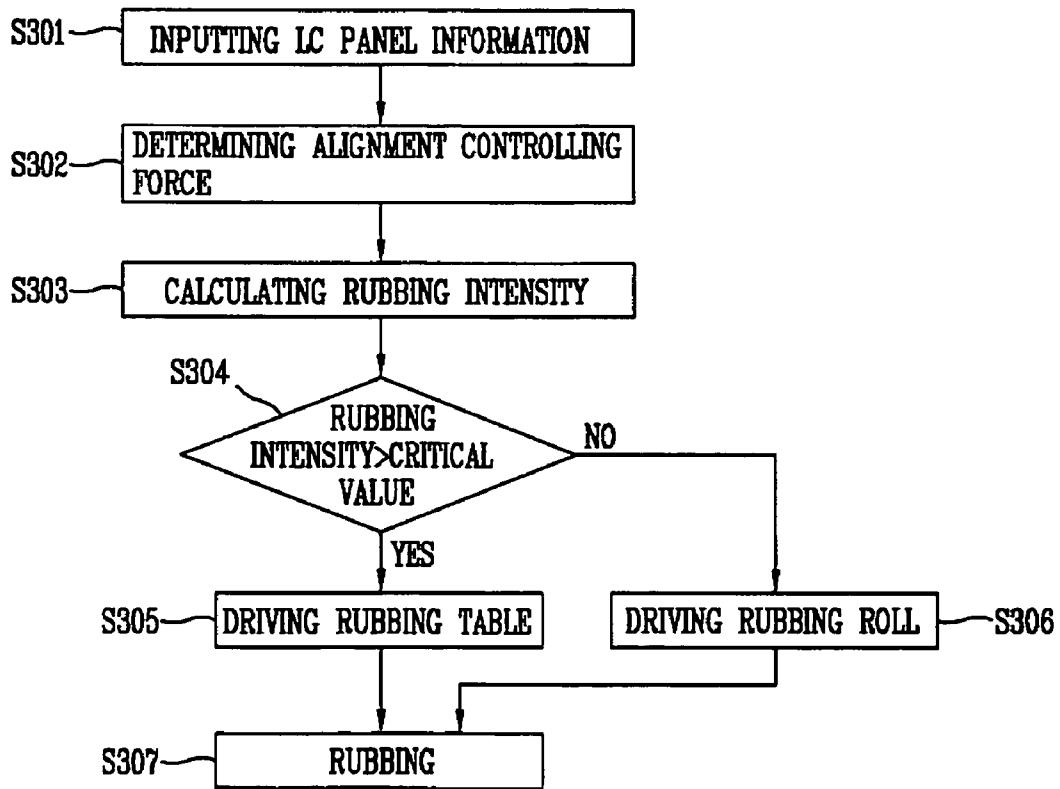 S301
INPUTTING LC PANEL INFORMATION
S302
DETERMINING ALIGNMENT CONTROLLING
FORCE
S303
CALCULATING RUBBING INTENSITY
S304
RUBBING
INTENSITY>CRITICAL
VALUE
NO
YES
S305
DRIVING RUBBING TABLE
DRIVING RUBBING ROLL
S306
S307
RUBBING